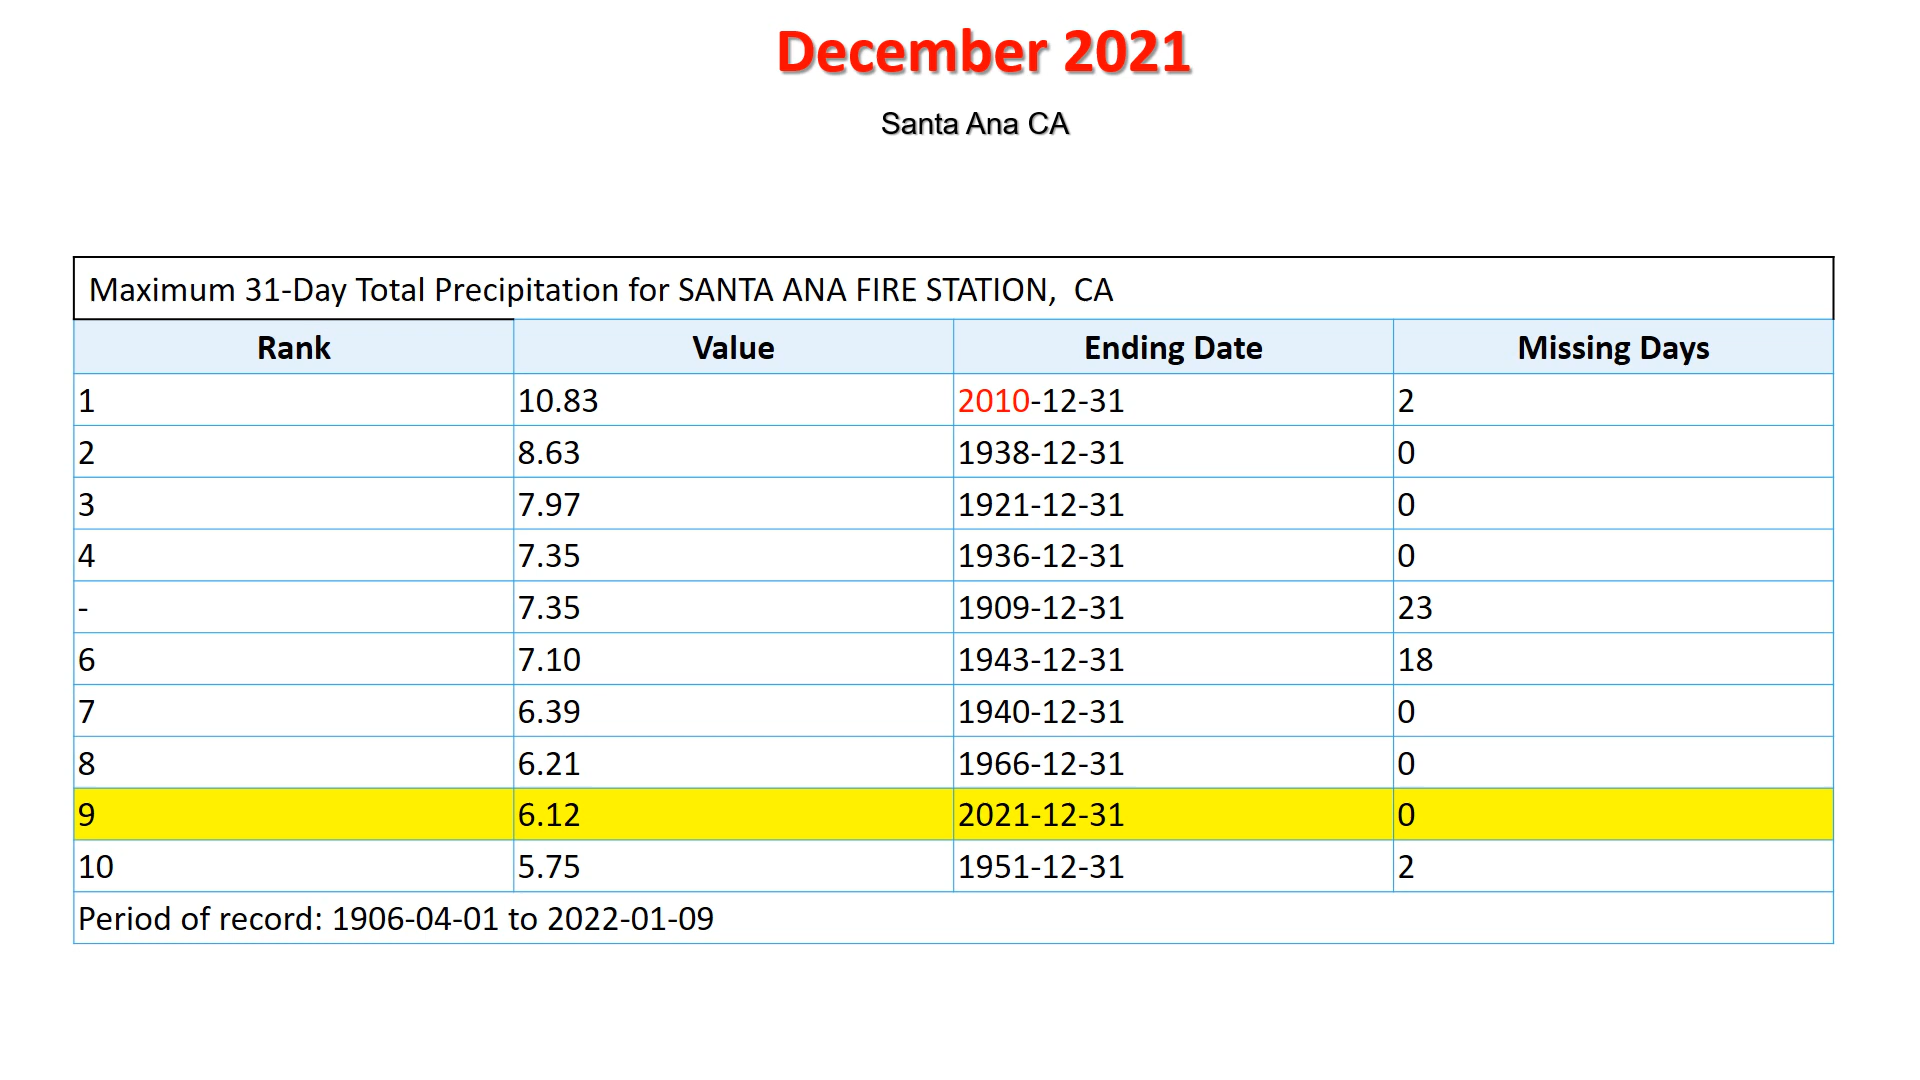 December 2021
Santa Ana CA
Maximum 31-Day Total Precipitation for SANTA ANA FIRE STATION, CA
Rank Value Ending Date Missing Days
1 10.83 2010-12-31 2
2 8.63 1938-12-31 0
3 7.97 1921-12-31 0
4 7.35 1936-12-31 0
- 7.35 1909-12-31 23
6 7.10 1943-12-31 18
7 6.39 1940-12-31 0
8 6.21 1966-12-31 0
9 6.12 2021-12-31 0
10 5.75 1951-12-31 2
Period of record: 1906-04-01 to 2022-01-09